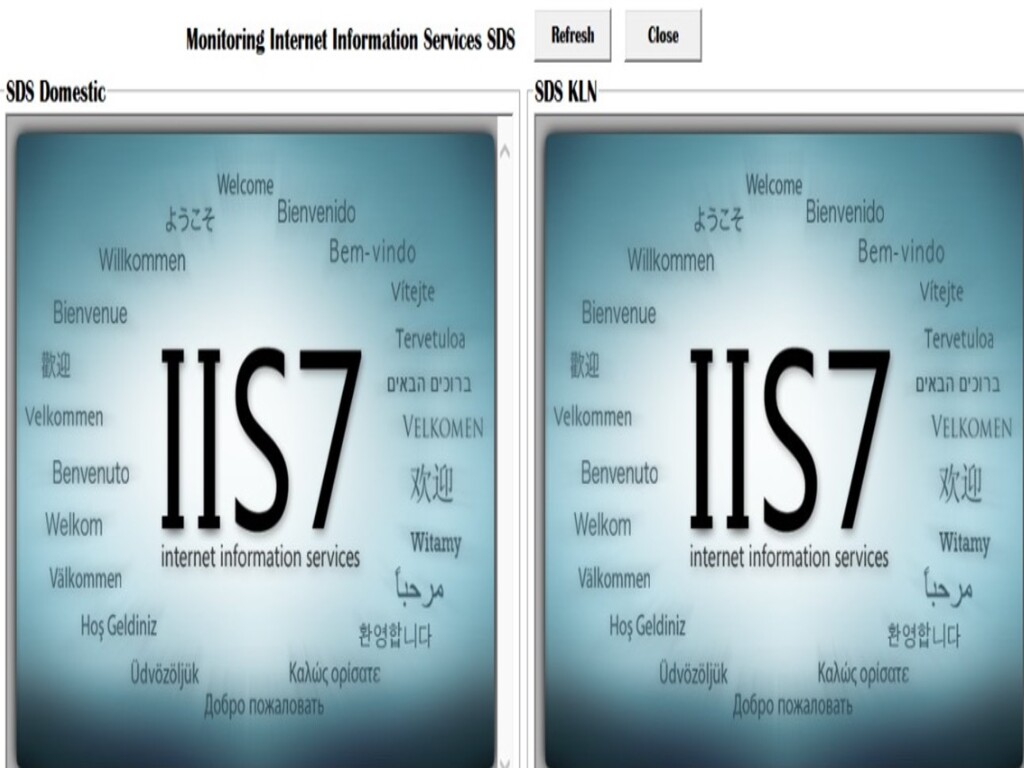 Monitoring Internet Information Services SDS
Refresh
Close
SDS Domestic
Welcome
ようこそ
Bienvenido
Willkommen
Bem-vindo
Vítejte
Bienvenue
Tervetuloa
歡迎
ברוכים הבאים
Velkommen
VELKOMEN
IIS7
Benvenuto
欢迎
Welkom
Witamy
internet information services
Välkommen
مرحباً
Hoş Geldiniz
환영합니다
Üdvözöljük
Καλώς ορίσατε
Добро пожаловать
SDS KLN
Welcome
ようこそ
Bienvenido
Willkommen
Bem-vindo
Vítejte
Bienvenue
Tervetuloa
歡迎
ברוכים הבאים
Velkommen
VELKOMEN
IIS7
Benvenuto
欢迎
Welkom
Witamy
internet information services
Välkommen
مرحباً
Hoş Geldiniz
환영합니다
Üdvözöljük
Καλώς ορίσατε
Добро пожаловать